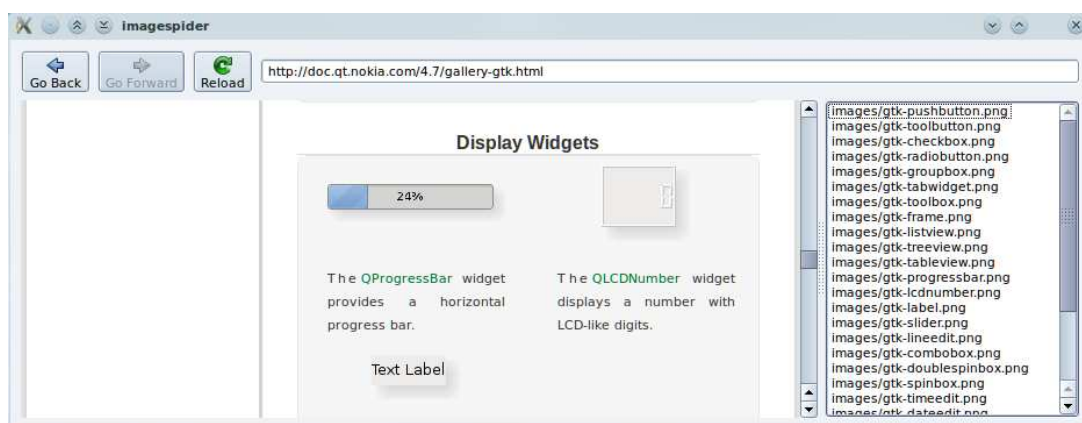 imagespider
Go Back
Go Forward
Reload
http://doc.qt.nokia.com/4.7/gallery-gtk.html
Display Widgets
24%
The QProgressBar widget
provides a horizontal
progress bar.
The QLCDNumber widget
displays a number with
LCD-like digits.
Text Label
images/gtk-pushbutton.png
images/gtk-toolbutton.png
images/gtk-checkbox.png
images/gtk-radiobutton.png
images/gtk-groupbox.png
images/gtk-tabwidget.png
images/gtk-toolbox.png
images/gtk-frame.png
images/gtk-listview.png
images/gtk-treeview.png
images/gtk-tableview.png
images/gtk-progressbar.png
images/gtk-lcdnumber.png
images/gtk-label.png
images/gtk-slider.png
images/gtk-lineedit.png
images/gtk-combobox.png
images/gtk-doublespinbox.png
images/gtk-spinbox.png
images/gtk-timeedit.png
images/gtk-dateedit.png